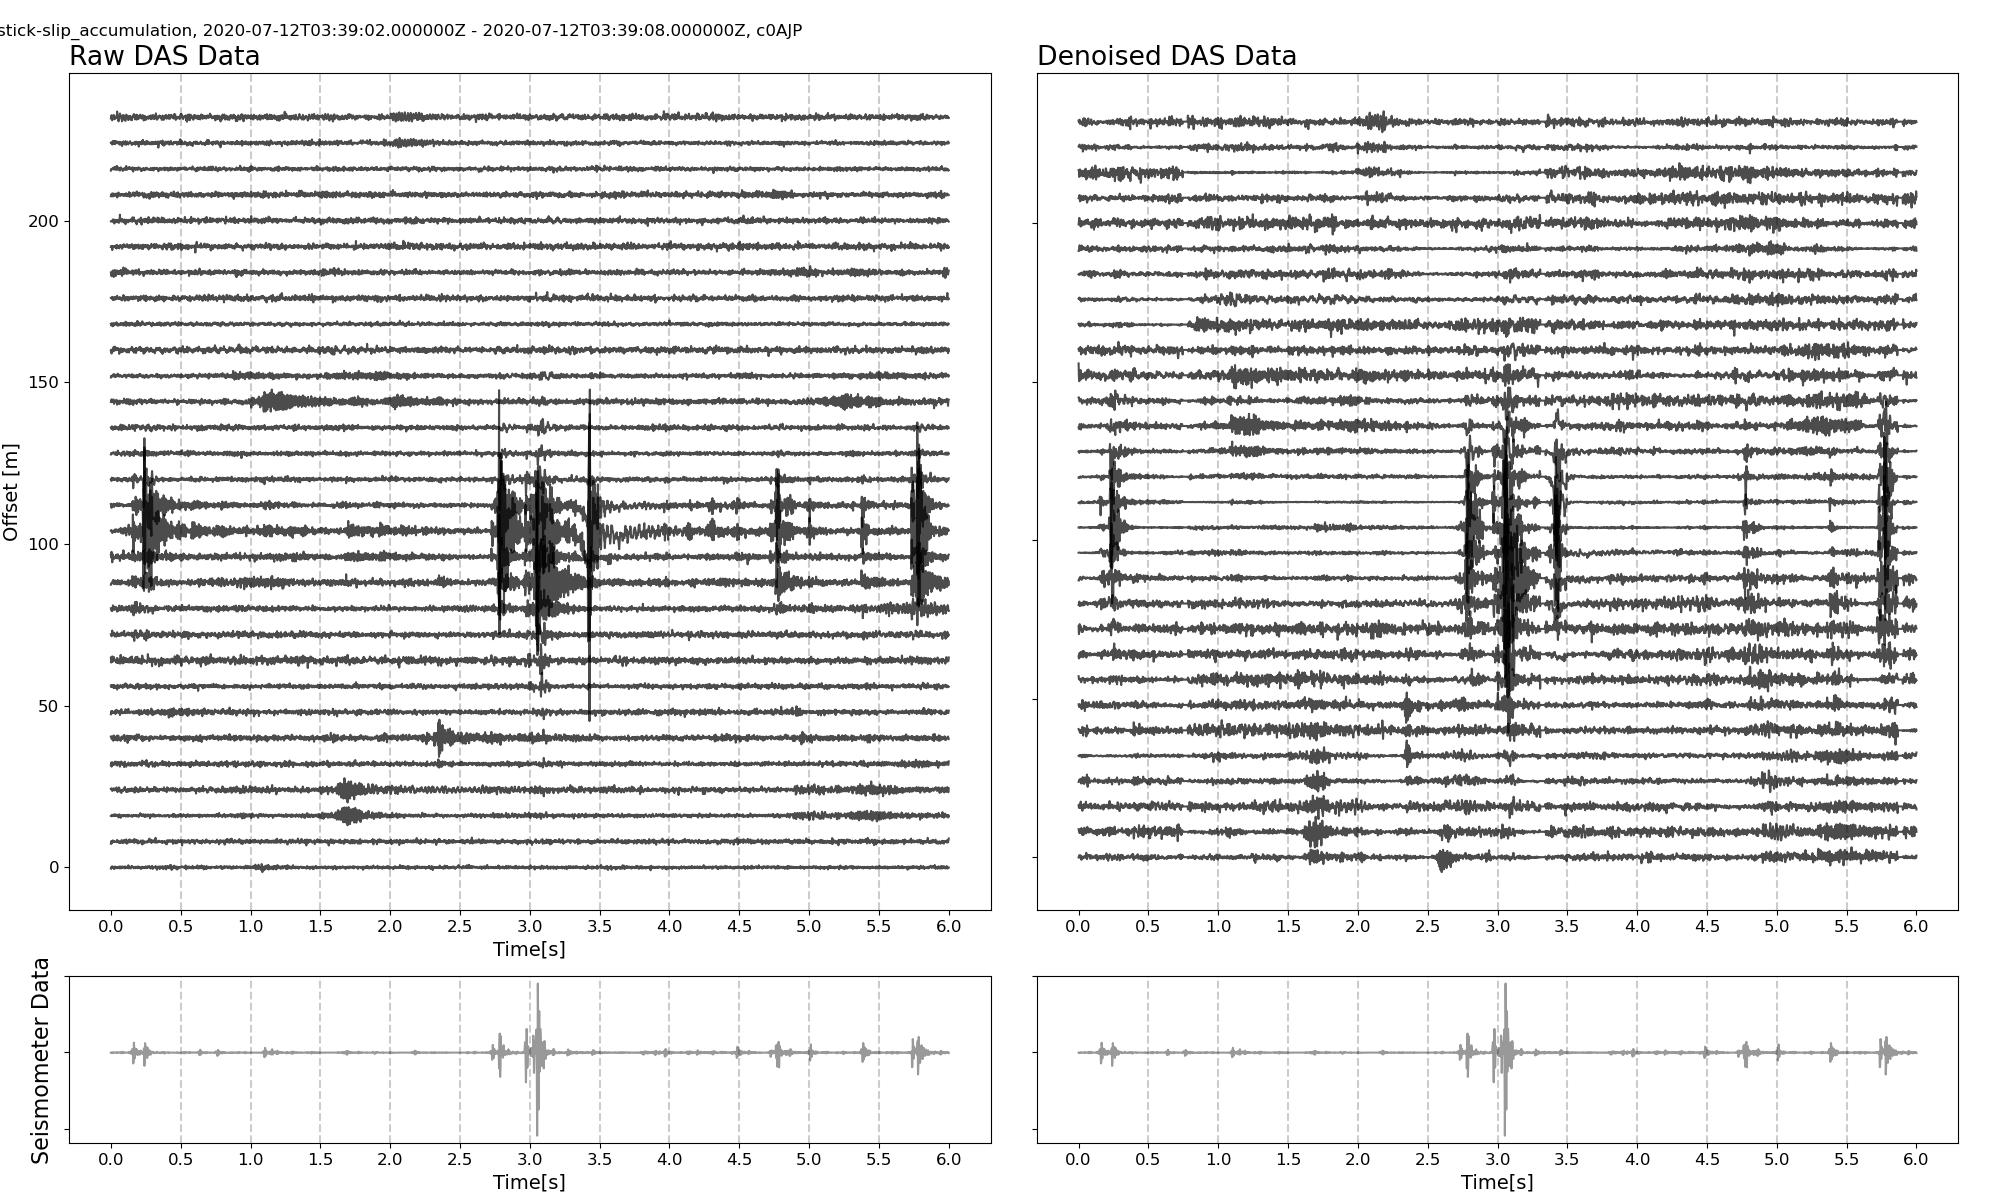 stick-slip_accumulation, 2020-07-12T03:39:02.000000Z - 2020-07-12T03:39:08.000000Z, c0AJP
Raw DAS Data
Denoised DAS Data
Offset [m]
200
150
100
50
0
0.0 0.5 1.0 1.5 2.0 2.5 3.0 3.5 4.0 4.5 5.0 5.5 6.0
Time[s]
0.0 0.5 1.0 1.5 2.0 2.5 3.0 3.5 4.0 4.5 5.0 5.5 6.0
Seismometer Data
0.0 0.5 1.0 1.5 2.0 2.5 3.0 3.5 4.0 4.5 5.0 5.5 6.0
Time[s]
0.0 0.5 1.0 1.5 2.0 2.5 3.0 3.5 4.0 4.5 5.0 5.5 6.0
Time[s]